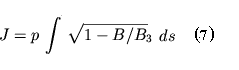 J = p ∫ √1 − B/B₃ ds (7)